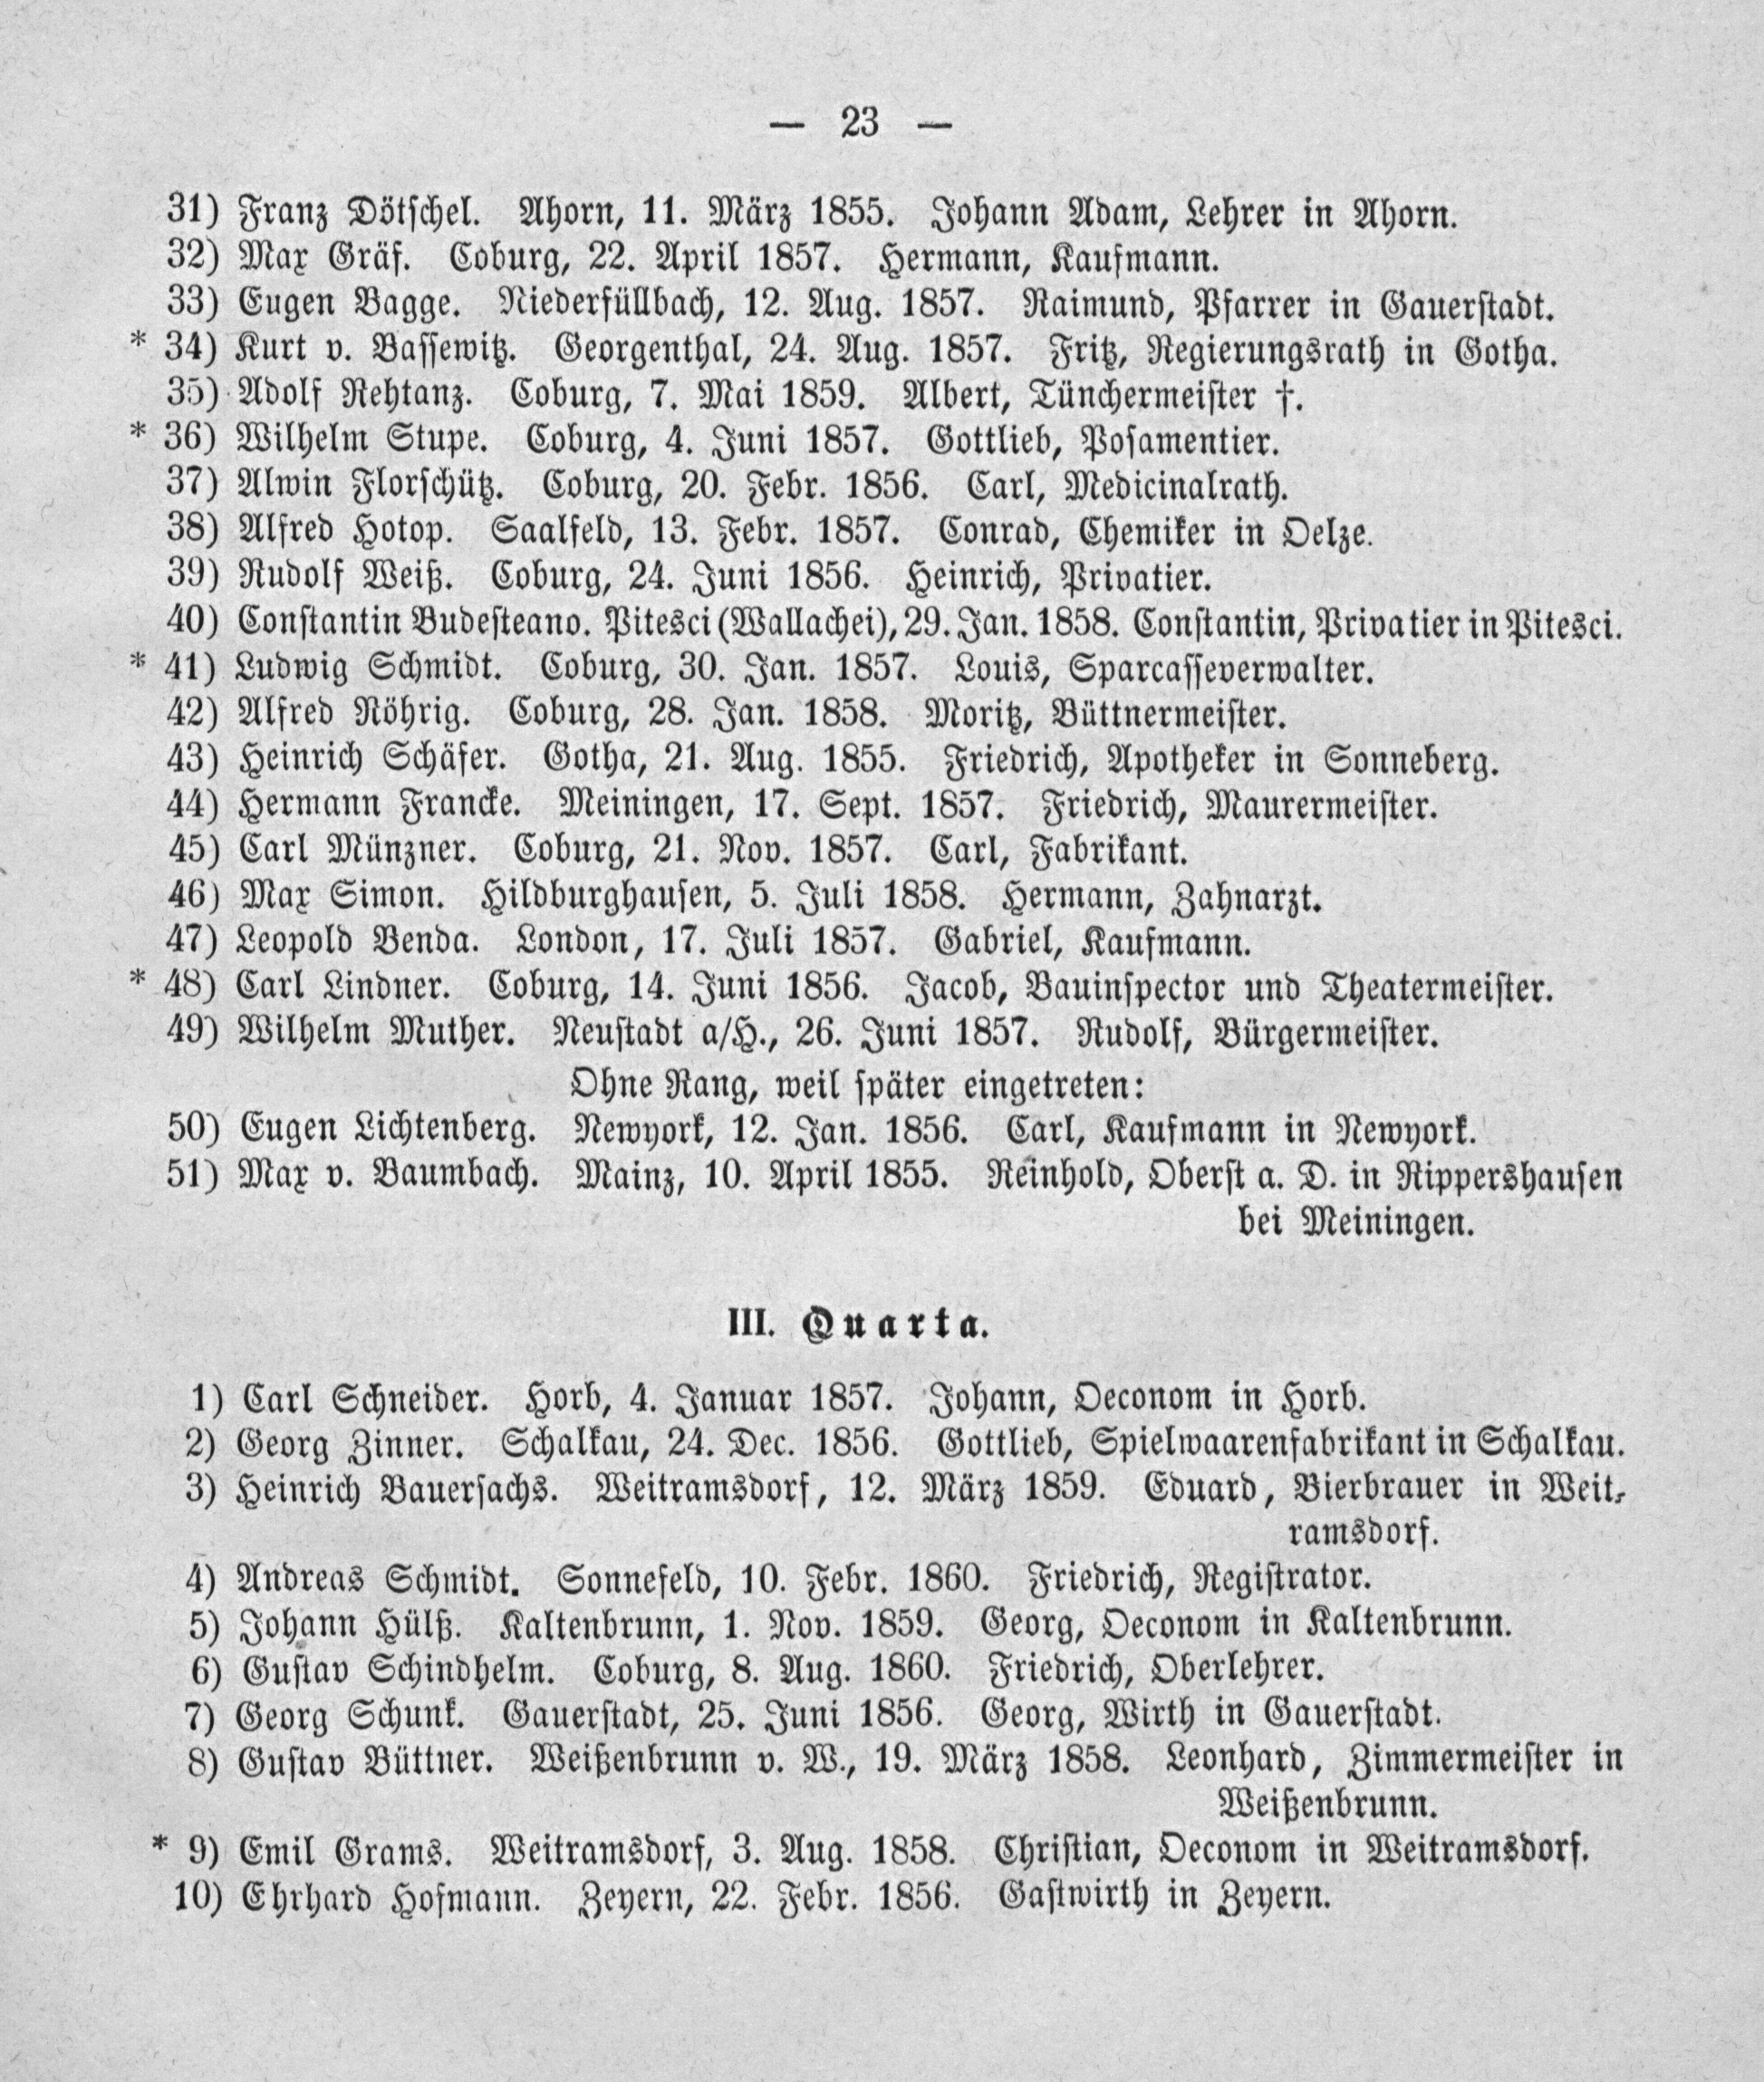 — 23 —
31) Franz Dötschel. Ahorn, 11. März 1855. Johann Adam, Lehrer in Ahorn.
32) Max Gräf. Coburg, 22. April 1857. Hermann, Kaufmann.
33) Eugen Bagge. Niederfüllbach, 12. Aug. 1857. Raimund, Pfarrer in Gauerstadt.
* 34) Kurt v. Bassewitz. Georgenthal, 24. Aug. 1857. Fritz, Regierungsrath in Gotha.
35) Adolf Rehtanz. Coburg, 7. Mai 1859. Albert, Tünchermeister †.
* 36) Wilhelm Stupe. Coburg, 4. Juni 1857. Gottlieb, Posamentier.
37) Alwin Florschütz. Coburg, 20. Febr. 1856. Carl, Medicinalrath.
38) Alfred Hotop. Saalfeld, 13. Febr. 1857. Conrad, Chemiker in Oelze.
39) Rudolf Weiß. Coburg, 24. Juni 1856. Heinrich, Privatier.
40) Constantin Budesteano. Pitesci (Wallachei), 29. Jan. 1858. Constantin, Privatier in Pitesci.
* 41) Ludwig Schmidt. Coburg, 30. Jan. 1857. Louis, Sparcasseverwalter.
42) Alfred Röhrig. Coburg, 28. Jan. 1858. Moritz, Büttnermeister.
43) Heinrich Schäfer. Gotha, 21. Aug. 1855. Friedrich, Apotheker in Sonneberg.
44) Hermann Francke. Meiningen, 17. Sept. 1857. Friedrich, Maurermeister.
45) Carl Münzner. Coburg, 21. Nov. 1857. Carl, Fabrikant.
46) Max Simon. Hildburghausen, 5. Juli 1858. Hermann, Zahnarzt.
47) Leopold Benda. London, 17. Juli 1857. Gabriel, Kaufmann.
* 48) Carl Lindner. Coburg, 14. Juni 1856. Jacob, Bauinspector und Theatermeister.
49) Wilhelm Muther. Neustadt a/H., 26. Juni 1857. Rudolf, Bürgermeister.
Ohne Rang, weil später eingetreten:
50) Eugen Lichtenberg. Newyork, 12. Jan. 1856. Carl, Kaufmann in Newyork.
51) Max v. Baumbach. Mainz, 10. April 1855. Reinhold, Oberst a. D. in Rippershausen
bei Meiningen.
III. Quarta.
1) Carl Schneider. Horb, 4. Januar 1857. Johann, Oeconom in Horb.
2) Georg Zinner. Schalkau, 24. Dec. 1856. Gottlieb, Spielwaarenfabrikant in Schalkau.
3) Heinrich Bauersachs. Weitramsdorf, 12. März 1859. Eduard, Bierbrauer in Weit-
ramsdorf.
4) Andreas Schmidt. Sonnefeld, 10. Febr. 1860. Friedrich, Registrator.
5) Johann Hülß. Kaltenbrunn, 1. Nov. 1859. Georg, Oeconom in Kaltenbrunn.
6) Gustav Schindhelm. Coburg, 8. Aug. 1860. Friedrich, Oberlehrer.
7) Georg Schunk. Gauerstadt, 25. Juni 1856. Georg, Wirth in Gauerstadt.
8) Gustav Büttner. Weißenbrunn v. W., 19. März 1858. Leonhard, Zimmermeister in
Weißenbrunn.
* 9) Emil Grams. Weitramsdorf, 3. Aug. 1858. Christian, Oeconom in Weitramsdorf.
10) Ehrhard Hofmann. Zeyern, 22. Febr. 1856. Gastwirth in Zeyern.